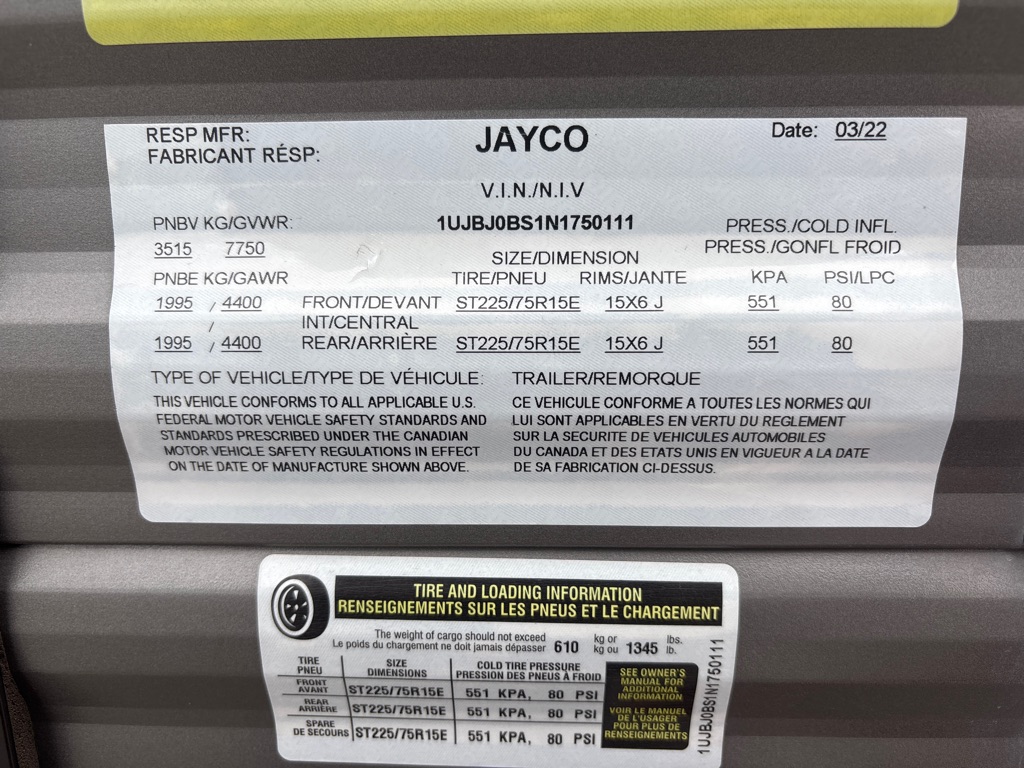 RESP MFR: JAYCO Date: 03/22
FABRICANT RÉSP:
V.I.N./N.I.V
PNBV KG/GVWR: 1UJBJ0BS1N1750111 PRESS./COLD INFL.
3515 7750 SIZE/DIMENSION PRESS./GONFL FROID
PNBE KG/GAWR TIRE/PNEU RIMS/JANTE KPA PSI/LPC
1995 / 4400 FRONT/DEVANT ST225/75R15E 15X6 J 551 80
/ INT/CENTRAL
1995 / 4400 REAR/ARRIÈRE ST225/75R15E 15X6 J 551 80
TYPE OF VEHICLE/TYPE DE VÉHICULE: TRAILER/REMORQUE
THIS VEHICLE CONFORMS TO ALL APPLICABLE U.S.
FEDERAL MOTOR VEHICLE SAFETY STANDARDS AND
STANDARDS PRESCRIBED UNDER THE CANADIAN
MOTOR VEHICLE SAFETY REGULATIONS IN EFFECT
ON THE DATE OF MANUFACTURE SHOWN ABOVE.
CE VEHICULE CONFORME A TOUTES LES NORMES QUI
LUI SONT APPLICABLES EN VERTU DU REGLEMENT
SUR LA SECURITE DE VEHICULES AUTOMOBILES
DU CANADA ET DES ETATS UNIS EN VIGUEUR A LA DATE
DE SA FABRICATION CI-DESSUS.
TIRE AND LOADING INFORMATION
RENSEIGNEMENTS SUR LES PNEUS ET LE CHARGEMENT
The weight of cargo should not exceed 610 kg or 1345 lbs.
Le poids du chargement ne doit jamais dépasser kg ou lb.
TIRE SIZE COLD TIRE PRESSURE
PNEU DIMENSIONS PRESSION DES PNEUS À FROID
FRONT
AVANT ST225/75R15E 551 KPA, 80 PSI
REAR
ARRIÈRE ST225/75R15E 551 KPA, 80 PSI
SPARE
DE SECOURS ST225/75R15E 551 KPA, 80 PSI
SEE OWNER'S
MANUAL FOR
ADDITIONAL
INFORMATION
VOIR LE MANUEL
DE L'USAGER
POUR PLUS DE
RENSEIGNEMENTS
1UJBJ0BS1N1750111